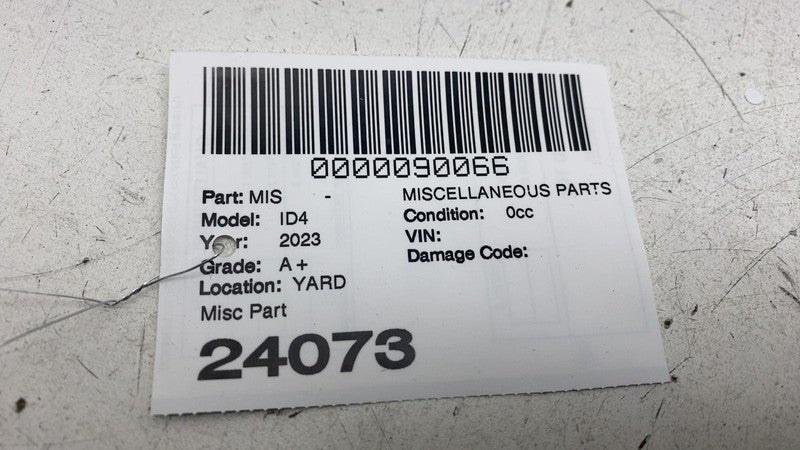 0000090066
Part: MIS - MISCELLANEOUS PARTS
Model: ID4 Condition: 0cc
Year: 2023 VIN:
Grade: A+ Damage Code:
Location: YARD
Misc Part
24073